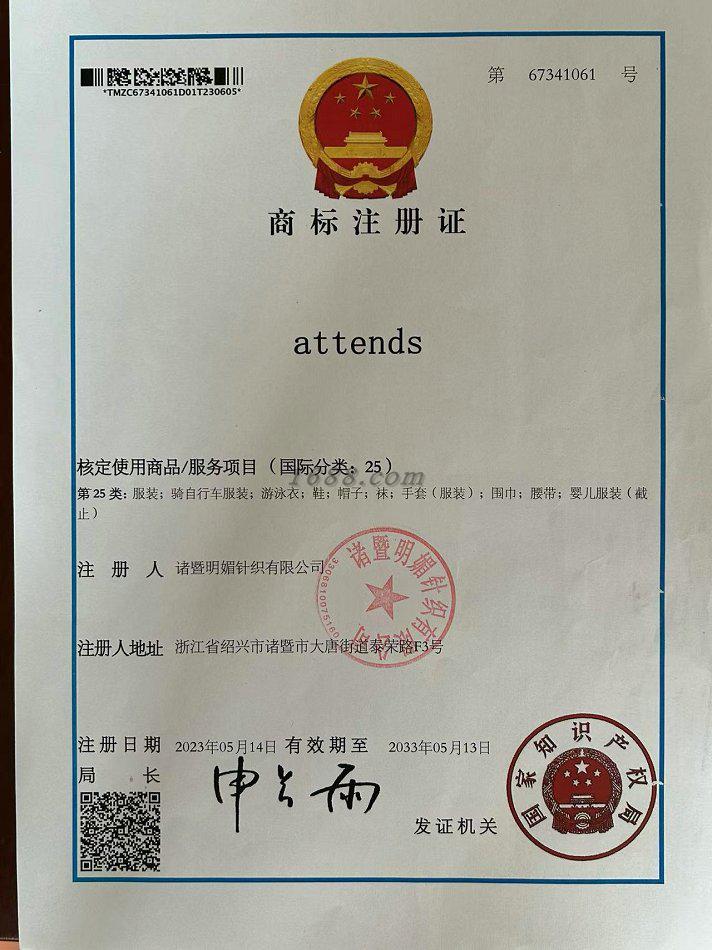 *TMZC67341061D01T230605*
第 67341061 号
商标注册证
attends
核定使用商品/服务项目（国际分类：25）
1688.com
第25类：服装；骑自行车服装；游泳衣；鞋；帽子；袜；手套（服装）；围巾；腰带；婴儿服装（截
止）
注 册 人 诸暨明媚针织有限公司
诸暨明媚针织有限公司
3306810075160
注册人地址 浙江省绍兴市诸暨市大唐街道泰荣路F3号
注册日期 2023年05月14日 有效期至 2033年05月13日
局 长 申长雨
发证机关
国家知识产权局